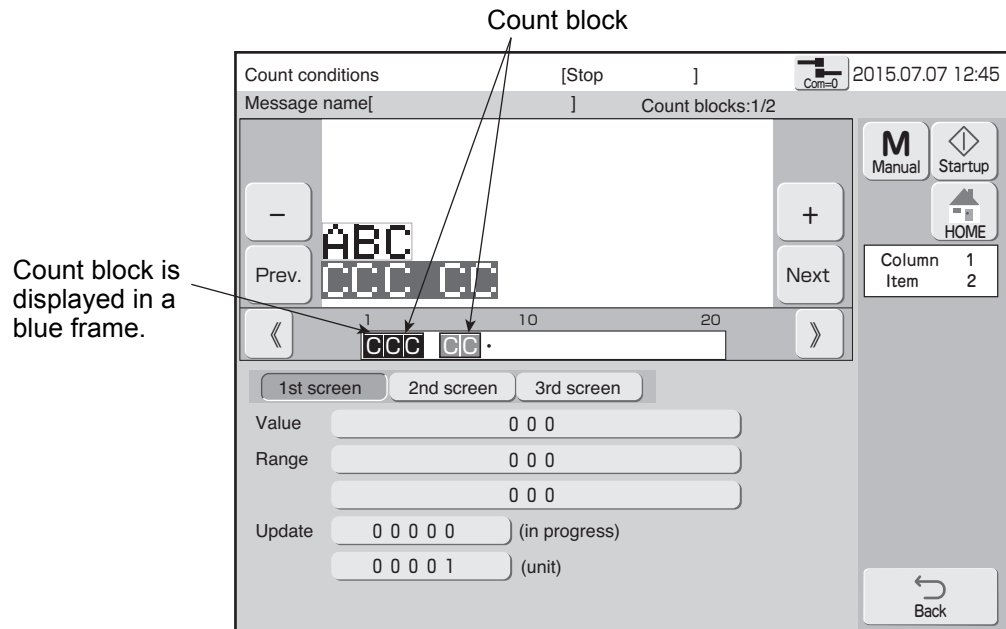 Count block
Count conditions [Stop ] Com=0 2015.07.07 12:45
Message name[ ] Count blocks:1/2
M
Manual
Startup
HOME
− +
ABC
Prev. CCC CC Next
Column 1
Item 2
Count block is
displayed in a
blue frame.
1 10 20
《 CCC CC · 》
1st screen 2nd screen 3rd screen
Value 0 0 0
Range 0 0 0
0 0 0
Update 0 0 0 0 0 (in progress)
0 0 0 0 1 (unit)
Back